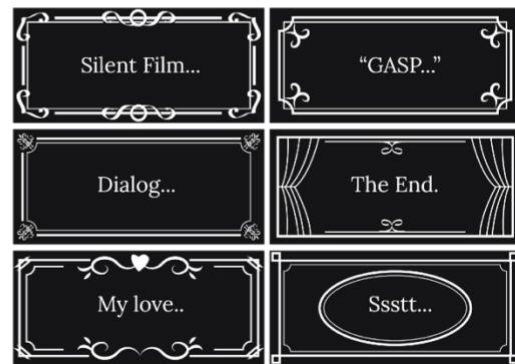 Silent Film...
“GASP...”
Dialog...
The End.
My love..
Ssstt...